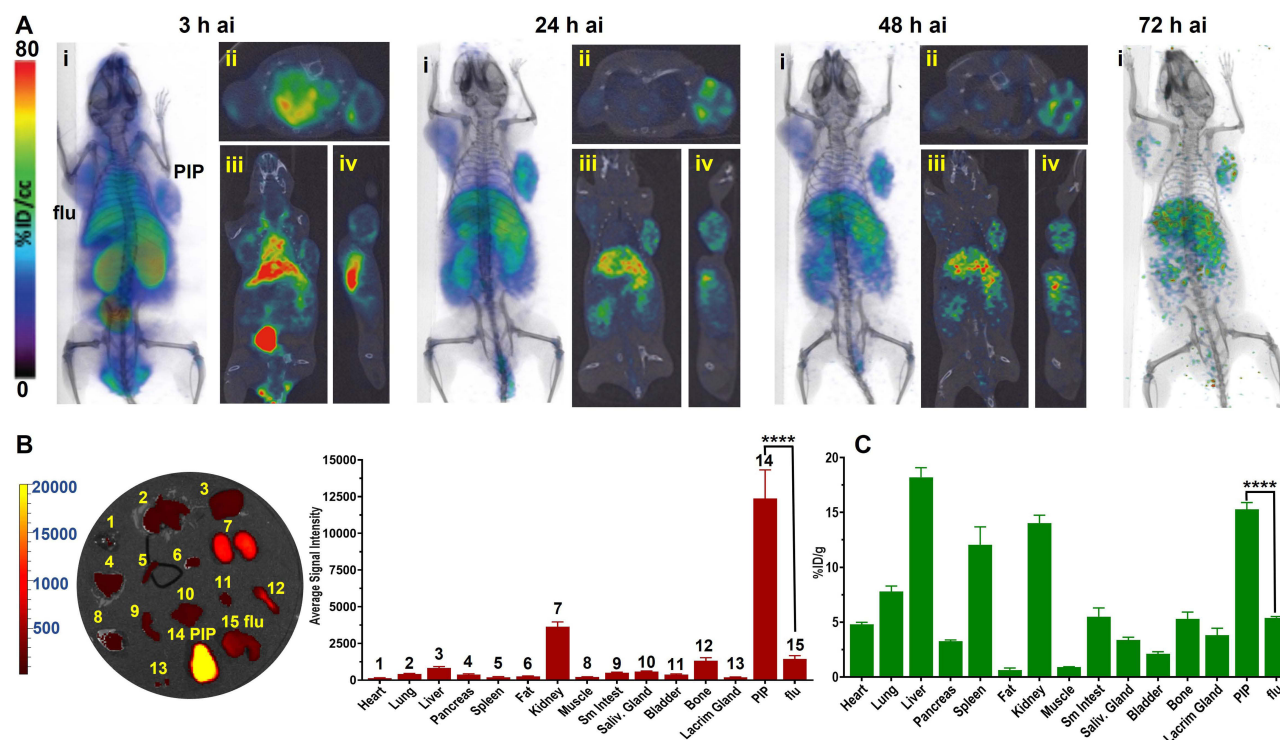 A
3 h ai
24 h ai
48 h ai
72 h ai
80
% ID/cc
0
i
ii
iii
iv
PIP
flu
i
ii
iii
iv
i
ii
iii
iv
i
B
20000
15000
1000
500
1
2
3
4
5
6
7
8
9
10
11
12
13
14 PIP
15 flu
Average Signal Intensity
15000
12500
10000
7500
5000
2500
0
****
1
2
3
4
5
6
7
8
9
10
11
12
13
14
15
Heart
Lung
Liver
Pancreas
Spleen
Fat
Kidney
Muscle
Sm Intest
Saliv. Gland
Bladder
Bone
Lacrim Gland
PIP
flu
C
%ID/g
20
15
10
5
0
****
Heart
Lung
Liver
Pancreas
Spleen
Fat
Kidney
Muscle
Sm Intest
Saliv. Gland
Bladder
Bone
Lacrim Gland
PIP
flu